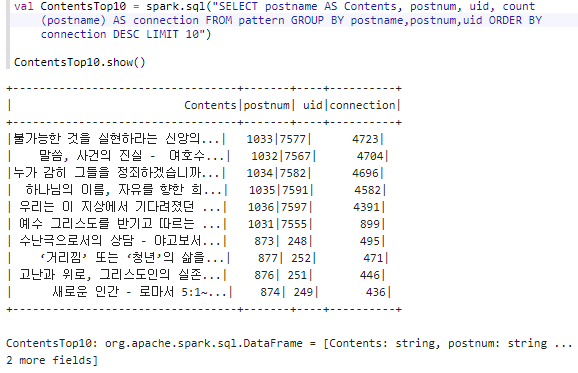 val ContentsTop10 = spark.sql("SELECT postname AS Contents, postnum, uid, count
(postname) AS connection FROM pattern GROUP BY postname,postnum,uid ORDER BY
connection DESC LIMIT 10")
ContentsTop10.show()
+--------------------------------+-------+----+----------+
| Contents|postnum| uid|connection|
+--------------------------------+-------+----+----------+
|불가능한 것을 실현하라는 신앙의...| 1033|7577| 4723|
| 말씀, 사건의 진실 - 여호수...| 1032|7567| 4704|
|누가 감히 그들을 정죄하겠습니까...| 1034|7582| 4696|
| 하나님의 이름, 자유를 향한 희...| 1035|7591| 4582|
| 우리는 이 지상에서 기다려졌던 ...| 1036|7597| 4391|
| 예수 그리스도를 반기고 따르는 ...| 1031|7555| 899|
| 수난극으로서의 상담 - 야고보서...| 873| 248| 495|
| ‘거리낌’ 또는 ‘청년’의 삶을...| 877| 252| 471|
| 고난과 위로, 그리스도인의 실존...| 876| 251| 446|
| 새로운 인간 - 로마서 5:1~...| 874| 249| 436|
+--------------------------------+-------+----+----------+
ContentsTop10: org.apache.spark.sql.DataFrame = [Contents: string, postnum: string ...
2 more fields]